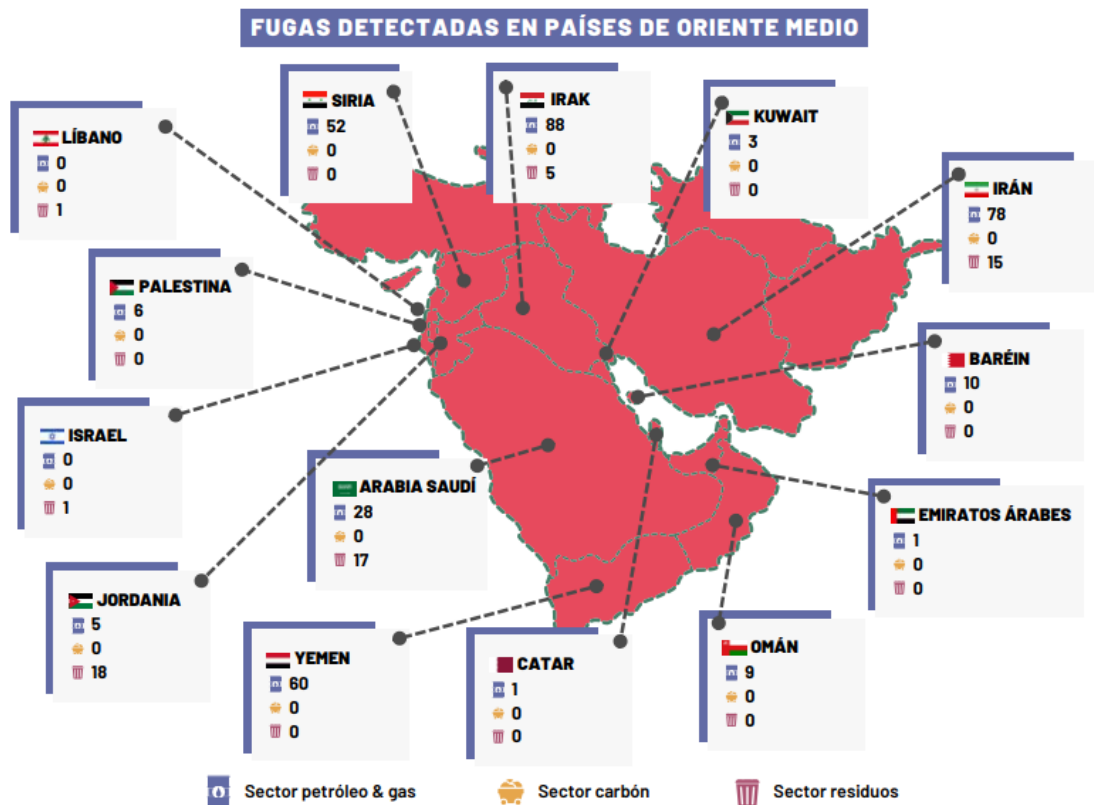 FUGAS DETECTADAS EN PAÍSES DE ORIENTE MEDIO
LÍBANO
0
0
1
SIRIA
52
0
0
IRAK
88
0
5
KUWAIT
3
0
0
IRÁN
78
0
15
PALESTINA
6
0
0
BARÉIN
10
0
0
ISRAEL
0
0
1
ARABIA SAUDÍ
28
0
17
EMIRATOS ÁRABES
1
0
0
JORDANIA
5
0
18
YEMEN
60
0
0
CATAR
1
0
0
OMÁN
9
0
0
Sector petróleo & gas
Sector carbón
Sector residuos